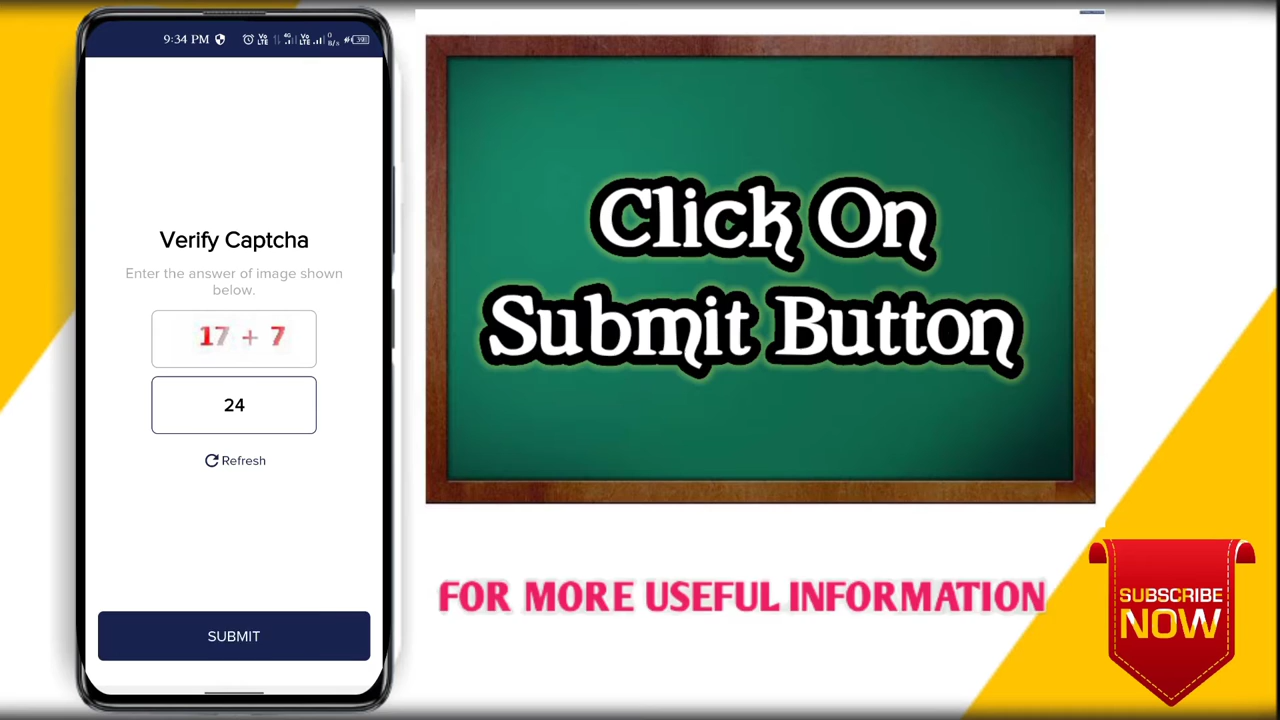 9:34 PM
Verify Captcha
Enter the answer of image shown
below.
17 + 7
24
Refresh
SUBMIT
Click On
Submit Button
FOR MORE USEFUL INFORMATION
SUBSCRIBE
NOW